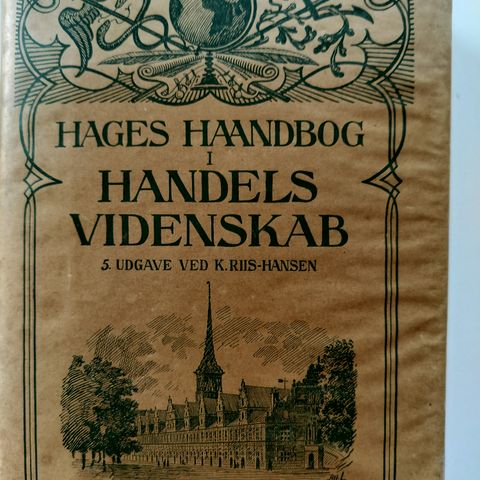 HAGES HAANDBOG
I
HANDELS
VIDENSKAB
5. UDGAVE VED K. RIIS-HANSEN